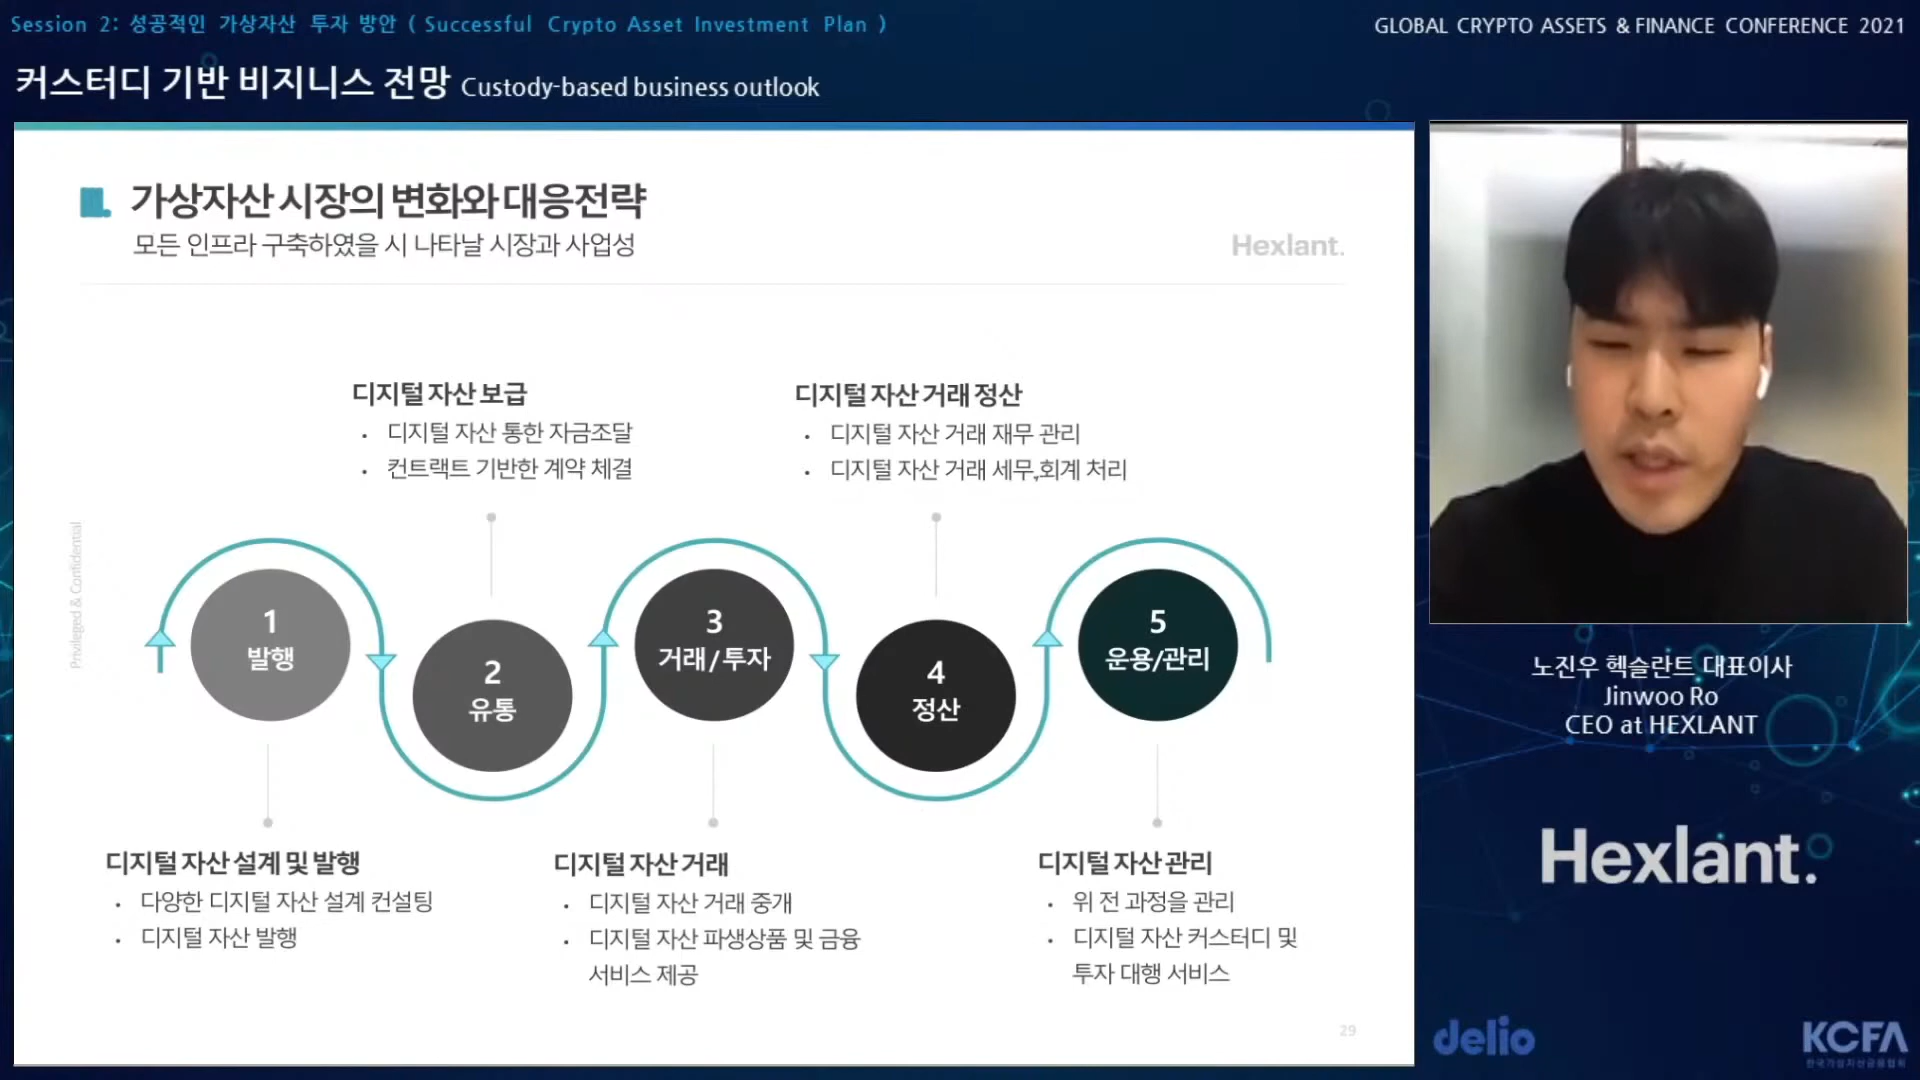 Session 2: 성공적인 가상자산 투자 방안 ( Successful Crypto Asset Investment Plan )
GLOBAL CRYPTO ASSETS & FINANCE CONFERENCE 2021
커스터디 기반 비지니스 전망 Custody-based business outlook
가상자산 시장의 변화와 대응전략
모든 인프라 구축하였을 시 나타날 시장과 사업성
Hexlant.
디지털 자산 보급
· 디지털 자산 통한 자금조달
· 컨트랙트 기반한 계약 체결
디지털 자산 거래 정산
· 디지털 자산 거래 재무 관리
· 디지털 자산 거래 세무,회계 처리
Privileged & Confidential
1
발행
2
유통
3
거래/투자
4
정산
5
운용/관리
디지털 자산 설계 및 발행
· 다양한 디지털 자산 설계 컨설팅
· 디지털 자산 발행
디지털 자산 거래
· 디지털 자산 거래 중개
· 디지털 자산 파생상품 및 금융
서비스 제공
디지털 자산 관리
· 위 전 과정을 관리
· 디지털 자산 커스터디 및
투자 대행 서비스
29
노진우 헥슬란트 대표이사
Jinwoo Ro
CEO at HEXLANT
Hexlant.
delio
KCFA
한국가상자산금융협회